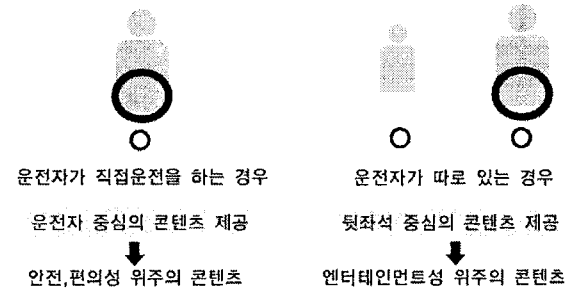 운전자가 직접운전을 하는 경우
운전자 중심의 콘텐츠 제공
안전,편의성 위주의 콘텐츠
운전자가 따로 있는 경우
뒷좌석 중심의 콘텐츠 제공
엔터테인먼트성 위주의 콘텐츠